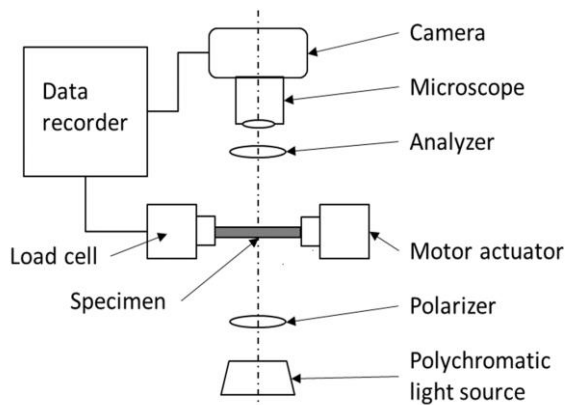 Camera
Data
recorder
Microscope
Analyzer
Load cell
Motor actuator
Specimen
Polarizer
Polychromatic
light source